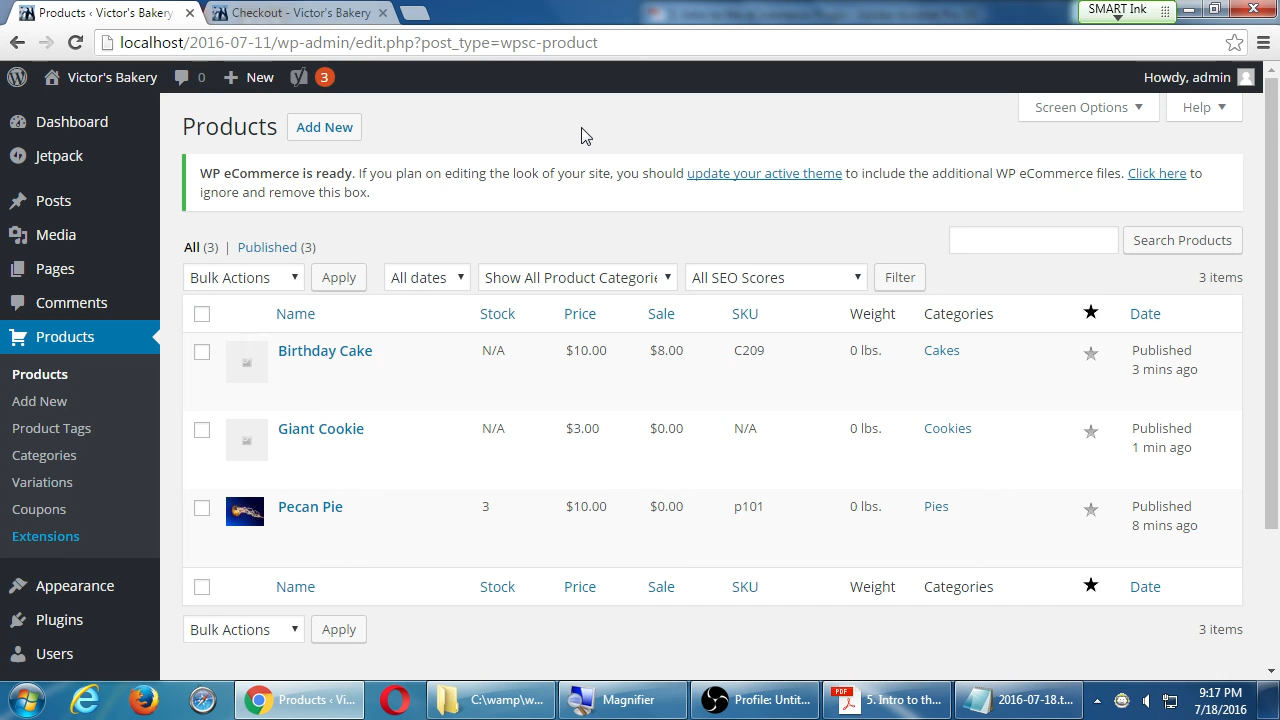 Products ‹ Victor's Bakery
Checkout - Victor's Bakery
SMART Ink
localhost/2016-07-11/wp-admin/edit.php?post_type=wpsc-product
Victor's Bakery
0
New
3
Howdy, admin
Dashboard
Jetpack
Posts
Media
Pages
Comments
Products
Products
Add New
Product Tags
Categories
Variations
Coupons
Extensions
Appearance
Plugins
Users
Screen Options
Help
Products
Add New
WP eCommerce is ready. If you plan on editing the look of your site, you should update your active theme to include the additional WP eCommerce files. Click here to
ignore and remove this box.
All (3) | Published (3)
Search Products
Bulk Actions
Apply
All dates
Show All Product Categorie
All SEO Scores
Filter
3 items
Name Stock Price Sale SKU Weight Categories Date
Birthday Cake N/A $10.00 $8.00 C209 0 lbs. Cakes Published
3 mins ago
Giant Cookie N/A $3.00 $0.00 N/A 0 lbs. Cookies Published
1 min ago
Pecan Pie 3 $10.00 $0.00 p101 0 lbs. Pies Published
8 mins ago
Name Stock Price Sale SKU Weight Categories Date
Bulk Actions
Apply
3 items
Products ‹ Vi...
C:\wamp\w...
Magnifier
Profile: Untit...
PDF
5. Intro to th...
2016-07-18.t...
9:17 PM
7/18/2016